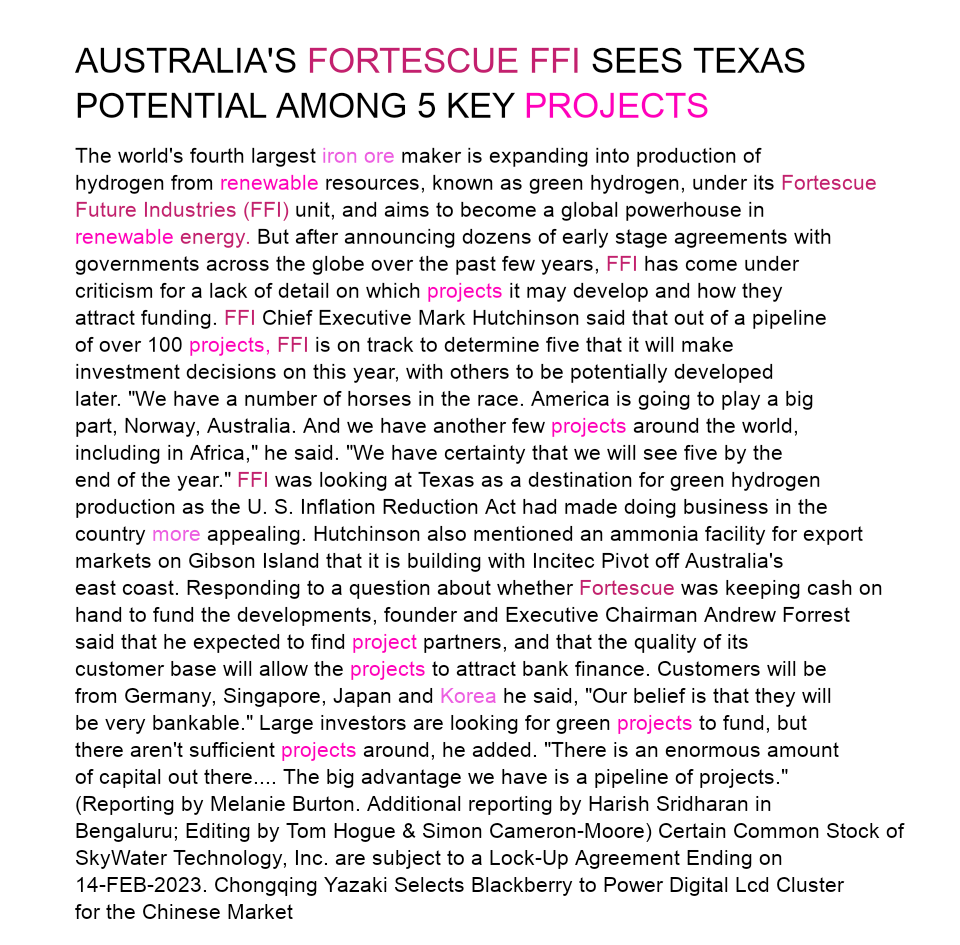 AUSTRALIA'S FORTESCUE FFI SEES TEXAS
POTENTIAL AMONG 5 KEY PROJECTS
The world's fourth largest iron ore maker is expanding into production of
hydrogen from renewable resources, known as green hydrogen, under its Fortescue
Future Industries (FFI) unit, and aims to become a global powerhouse in
renewable energy. But after announcing dozens of early stage agreements with
governments across the globe over the past few years, FFI has come under
criticism for a lack of detail on which projects it may develop and how they
attract funding. FFI Chief Executive Mark Hutchinson said that out of a pipeline
of over 100 projects, FFI is on track to determine five that it will make
investment decisions on this year, with others to be potentially developed
later. "We have a number of horses in the race. America is going to play a big
part, Norway, Australia. And we have another few projects around the world,
including in Africa," he said. "We have certainty that we will see five by the
end of the year." FFI was looking at Texas as a destination for green hydrogen
production as the U. S. Inflation Reduction Act had made doing business in the
country more appealing. Hutchinson also mentioned an ammonia facility for export
markets on Gibson Island that it is building with Incitec Pivot off Australia's
east coast. Responding to a question about whether Fortescue was keeping cash on
hand to fund the developments, founder and Executive Chairman Andrew Forrest
said that he expected to find project partners, and that the quality of its
customer base will allow the projects to attract bank finance. Customers will be
from Germany, Singapore, Japan and Korea he said, "Our belief is that they will
be very bankable." Large investors are looking for green projects to fund, but
there aren't sufficient projects around, he added. "There is an enormous amount
of capital out there.... The big advantage we have is a pipeline of projects."
(Reporting by Melanie Burton. Additional reporting by Harish Sridharan in
Bengaluru; Editing by Tom Hogue & Simon Cameron-Moore) Certain Common Stock of
SkyWater Technology, Inc. are subject to a Lock-Up Agreement Ending on
14-FEB-2023. Chongqing Yazaki Selects Blackberry to Power Digital Lcd Cluster
for the Chinese Market